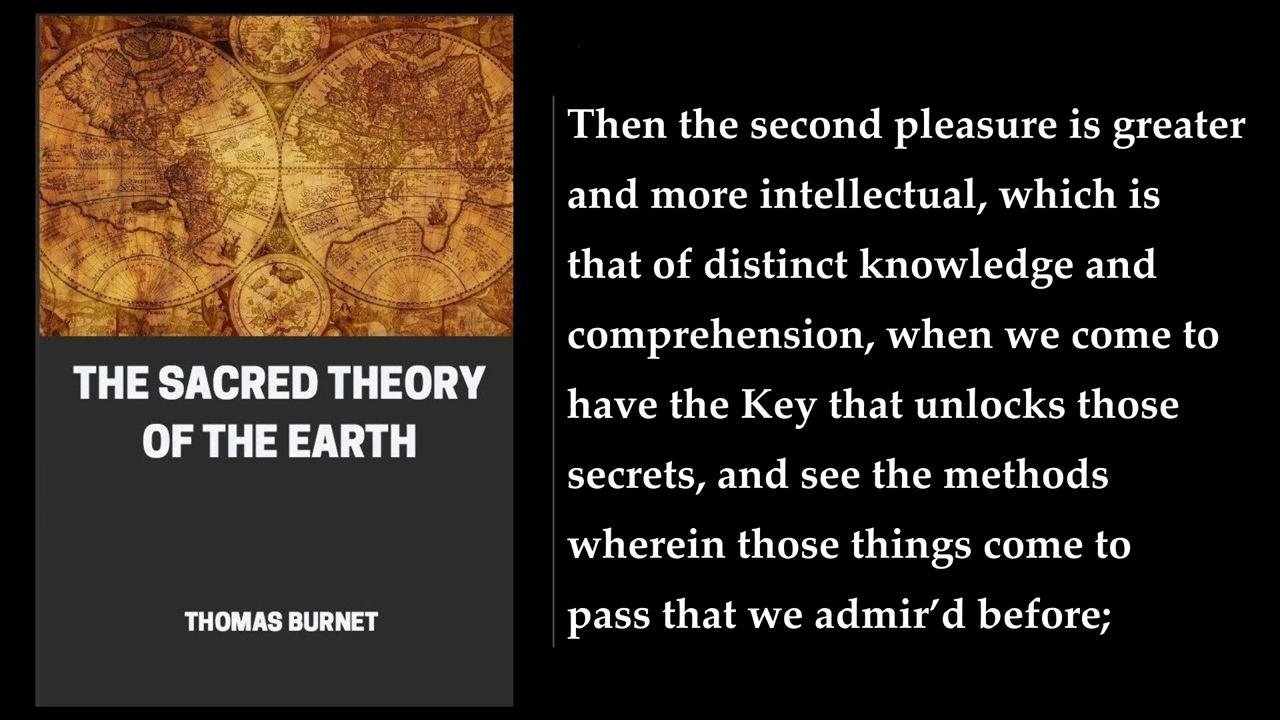 THE SACRED THEORY
OF THE EARTH
THOMAS BURNET
Then the second pleasure is greater
and more intellectual, which is
that of distinct knowledge and
comprehension, when we come to
have the Key that unlocks those
secrets, and see the methods
wherein those things come to
pass that we admir’d before;